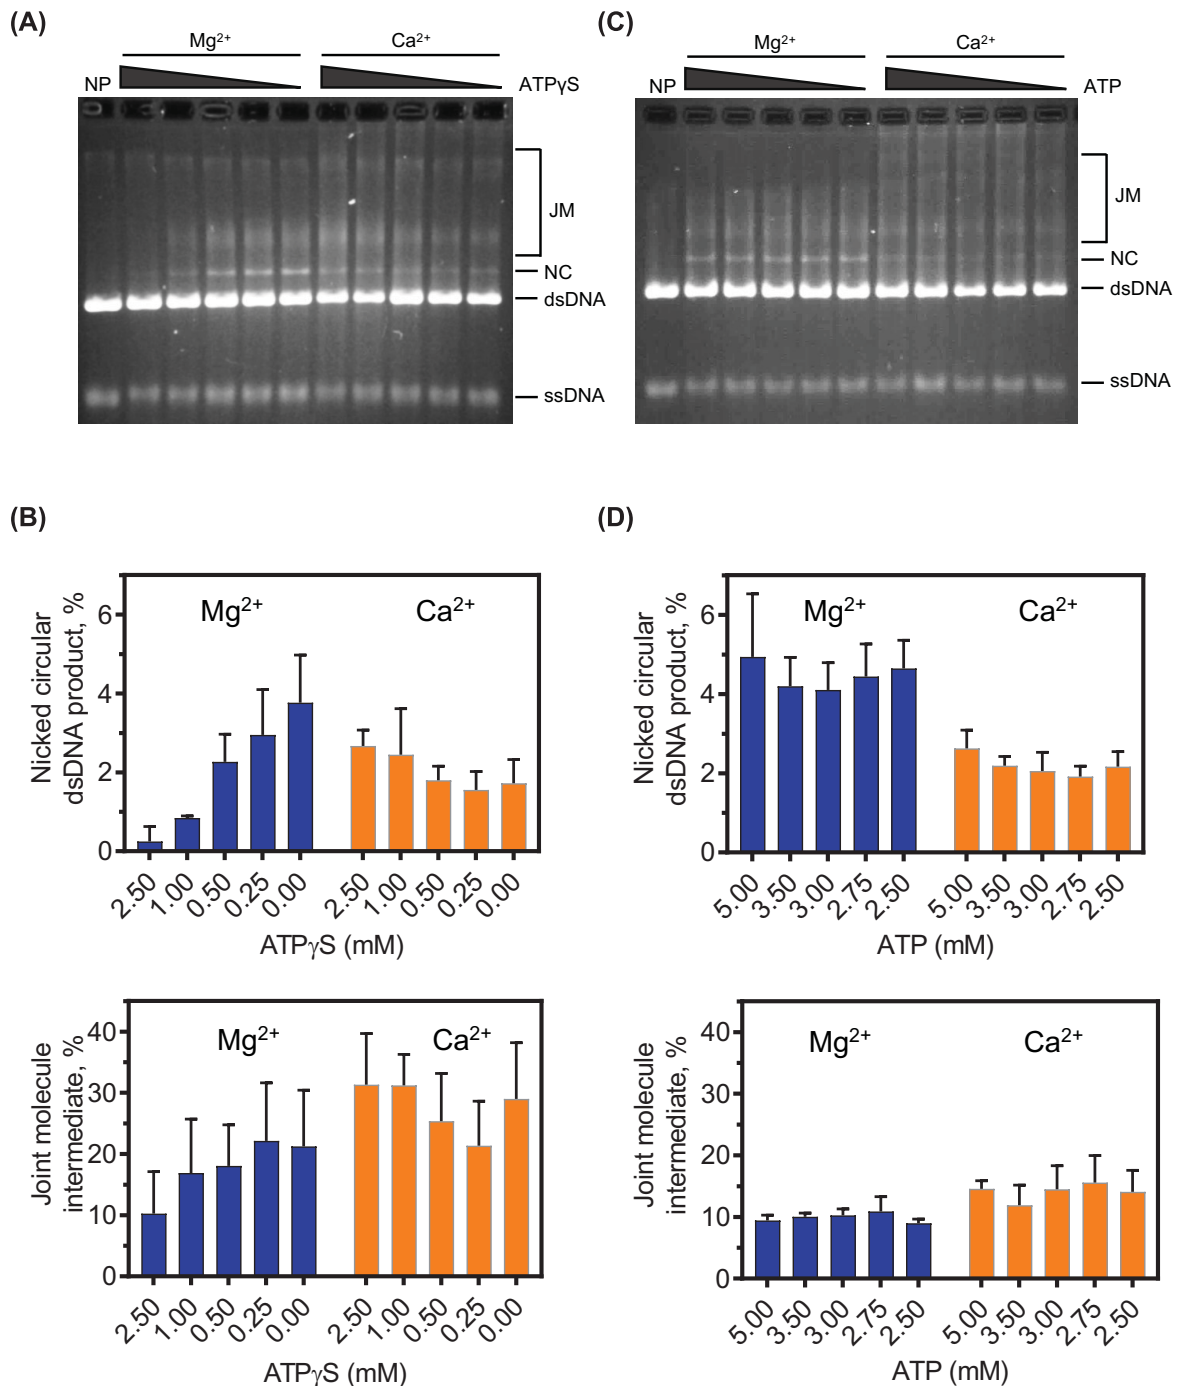 (A)
Mg²⁺ Ca²⁺
NP ATPγS
JM
NC
dsDNA
ssDNA
(C)
Mg²⁺ Ca²⁺
NP ATP
JM
NC
dsDNA
ssDNA
(B)
Nicked circular
dsDNA product, %
6
4
2
0
Mg²⁺ Ca²⁺
2.50 1.00 0.50 0.25 0.00 2.50 1.00 0.50 0.25 0.00
ATPγS (mM)
Joint molecule
intermediate, %
40
30
20
10
0
Mg²⁺ Ca²⁺
2.50 1.00 0.50 0.25 0.00 2.50 1.00 0.50 0.25 0.00
ATPγS (mM)
(D)
Nicked circular
dsDNA product, %
6
4
2
0
Mg²⁺ Ca²⁺
5.00 3.50 3.00 2.75 2.50 5.00 3.50 3.00 2.75 2.50
ATP (mM)
Joint molecule
intermediate, %
40
30
20
10
0
Mg²⁺ Ca²⁺
5.00 3.50 3.00 2.75 2.50 5.00 3.50 3.00 2.75 2.50
ATP (mM)